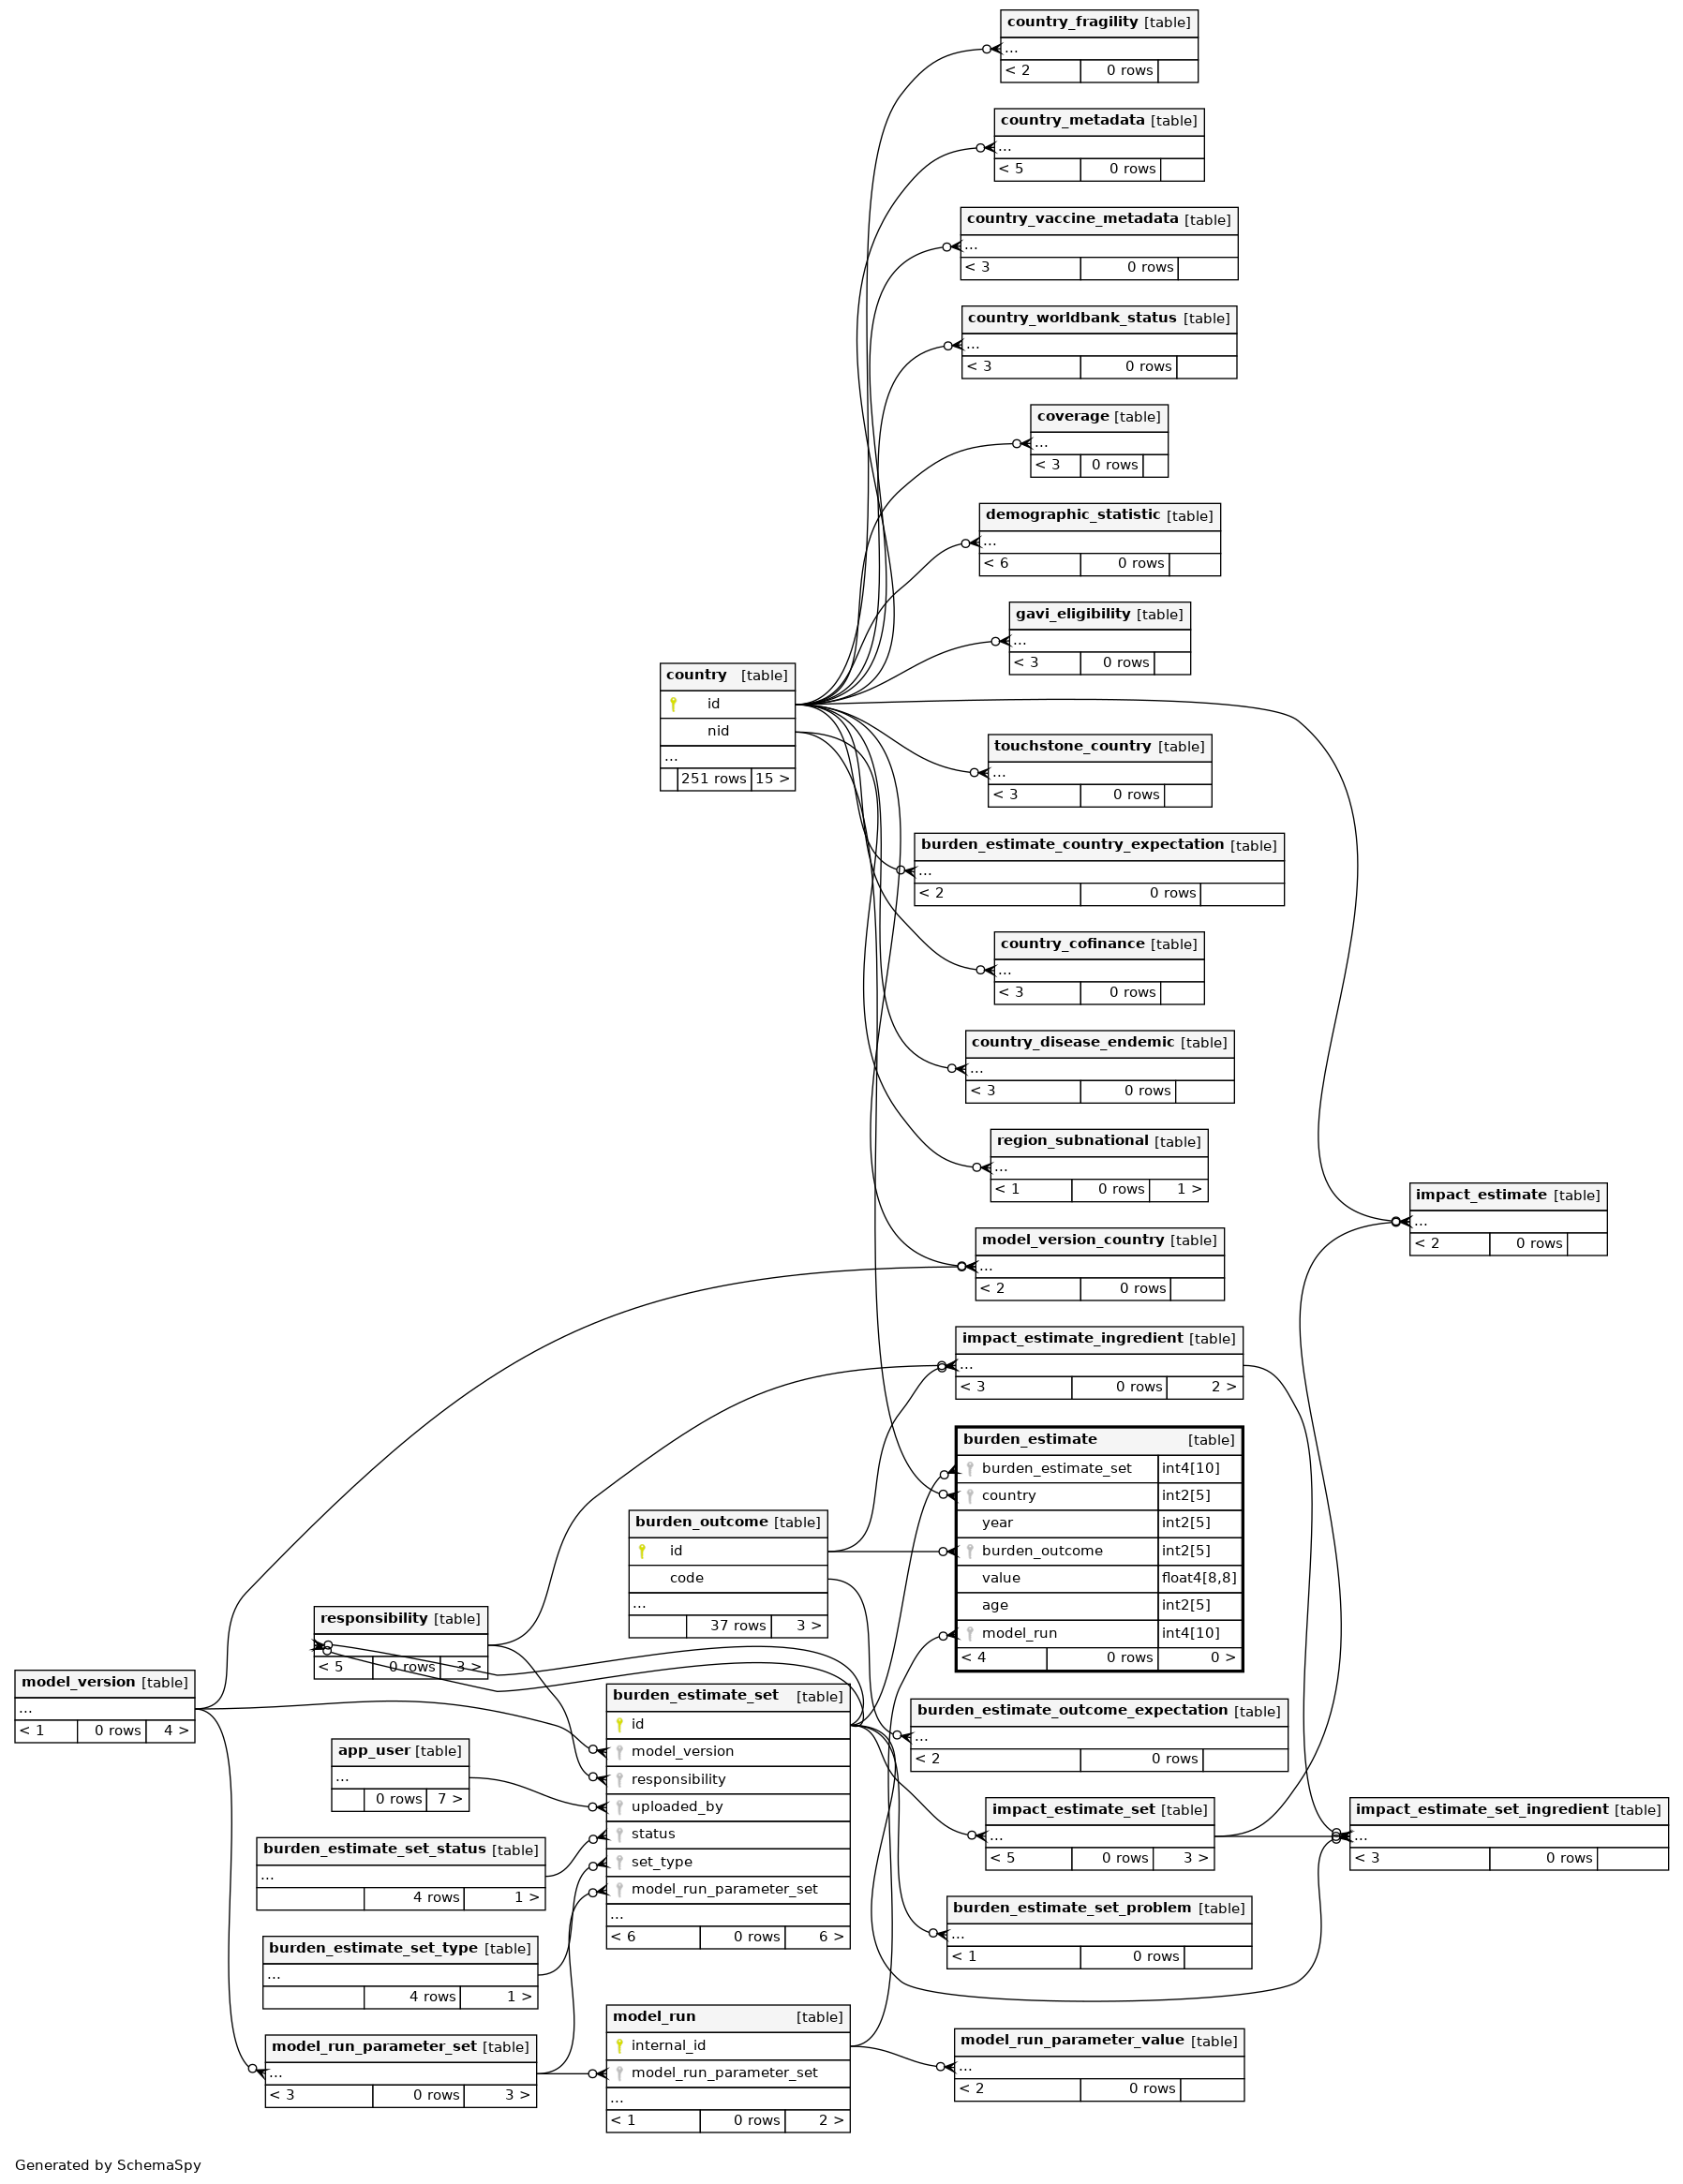 country_fragility [table]
...
< 2 0 rows
country_metadata [table]
...
< 5 0 rows
country_vaccine_metadata [table]
...
< 3 0 rows
country_worldbank_status [table]
...
< 3 0 rows
coverage [table]
...
< 3 0 rows
demographic_statistic [table]
...
< 6 0 rows
gavi_eligibility [table]
...
< 3 0 rows
country [table]
id
nid
...
251 rows 15 >
touchstone_country [table]
...
< 3 0 rows
burden_estimate_country_expectation [table]
...
< 2 0 rows
country_cofinance [table]
...
< 3 0 rows
country_disease_endemic [table]
...
< 3 0 rows
region_subnational [table]
...
< 1 0 rows 1 >
impact_estimate [table]
...
< 2 0 rows
model_version_country [table]
...
< 2 0 rows
impact_estimate_ingredient [table]
...
< 3 0 rows 2 >
burden_estimate [table]
burden_estimate_set int4[10]
country int2[5]
year int2[5]
burden_outcome int2[5]
value float4[8,8]
age int2[5]
model_run int4[10]
< 4 0 rows 0 >
burden_outcome [table]
id
code
...
37 rows 3 >
responsibility [table]
< 5 0 rows 3 >
model_version [table]
...
< 1 0 rows 4 >
burden_estimate_set [table]
id
model_version
responsibility
uploaded_by
status
set_type
model_run_parameter_set
...
< 6 0 rows 6 >
burden_estimate_outcome_expectation [table]
...
< 2 0 rows
app_user [table]
...
0 rows 7 >
impact_estimate_set [table]
...
< 5 0 rows 3 >
impact_estimate_set_ingredient [table]
...
< 3 0 rows
burden_estimate_set_status [table]
...
4 rows 1 >
burden_estimate_set_problem [table]
...
< 1 0 rows
burden_estimate_set_type [table]
...
4 rows 1 >
model_run [table]
internal_id
model_run_parameter_set
...
< 1 0 rows 2 >
model_run_parameter_value [table]
...
< 2 0 rows
model_run_parameter_set [table]
...
< 3 0 rows 3 >
Generated by SchemaSpy